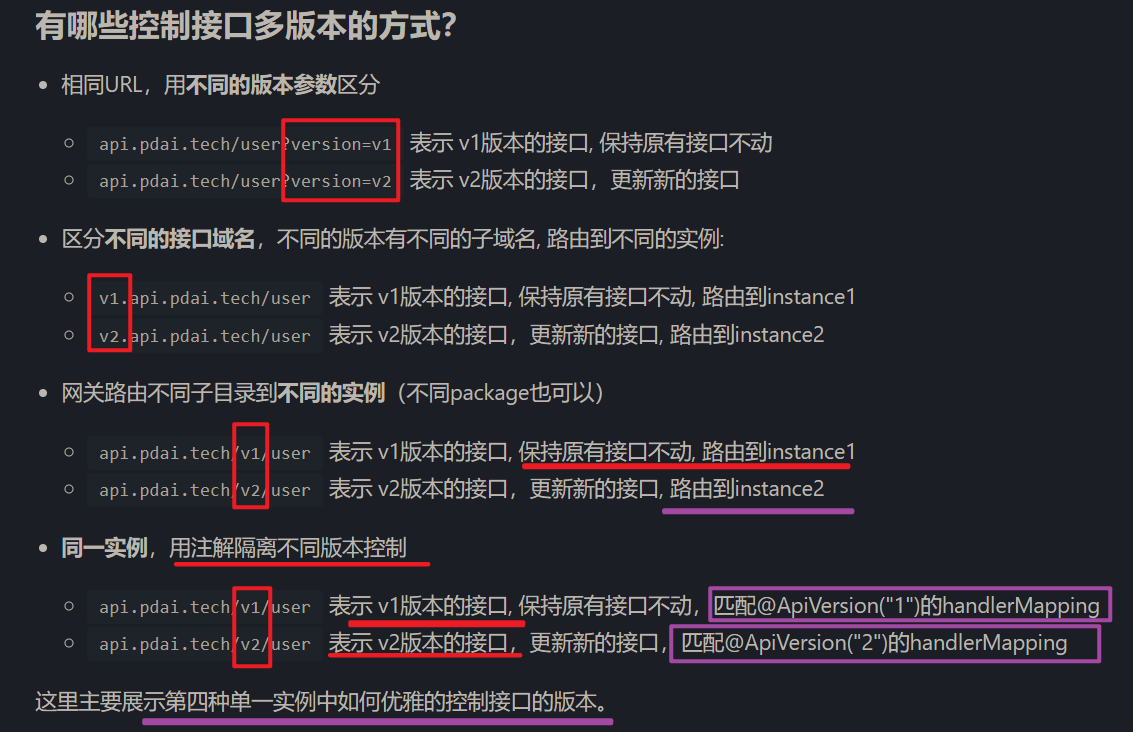 有哪些控制接口多版本的方式?
相同URL，用不同的版本参数区分
api.pdai.tech/user?version=v1 表示 v1版本的接口, 保持原有接口不动
api.pdai.tech/user?version=v2 表示 v2版本的接口，更新新的接口
区分不同的接口域名，不同的版本有不同的子域名, 路由到不同的实例:
v1.api.pdai.tech/user 表示 v1版本的接口, 保持原有接口不动, 路由到instance1
v2.api.pdai.tech/user 表示 v2版本的接口，更新新的接口, 路由到instance2
网关路由不同子目录到不同的实例（不同package也可以）
api.pdai.tech/v1/user 表示 v1版本的接口, 保持原有接口不动, 路由到instance1
api.pdai.tech/v2/user 表示 v2版本的接口，更新新的接口, 路由到instance2
同一实例，用注解隔离不同版本控制
api.pdai.tech/v1/user 表示 v1版本的接口, 保持原有接口不动，匹配@ApiVersion("1")的handlerMapping
api.pdai.tech/v2/user 表示 v2版本的接口，更新新的接口，匹配@ApiVersion("2")的handlerMapping
这里主要展示第四种单一实例中如何优雅的控制接口的版本。